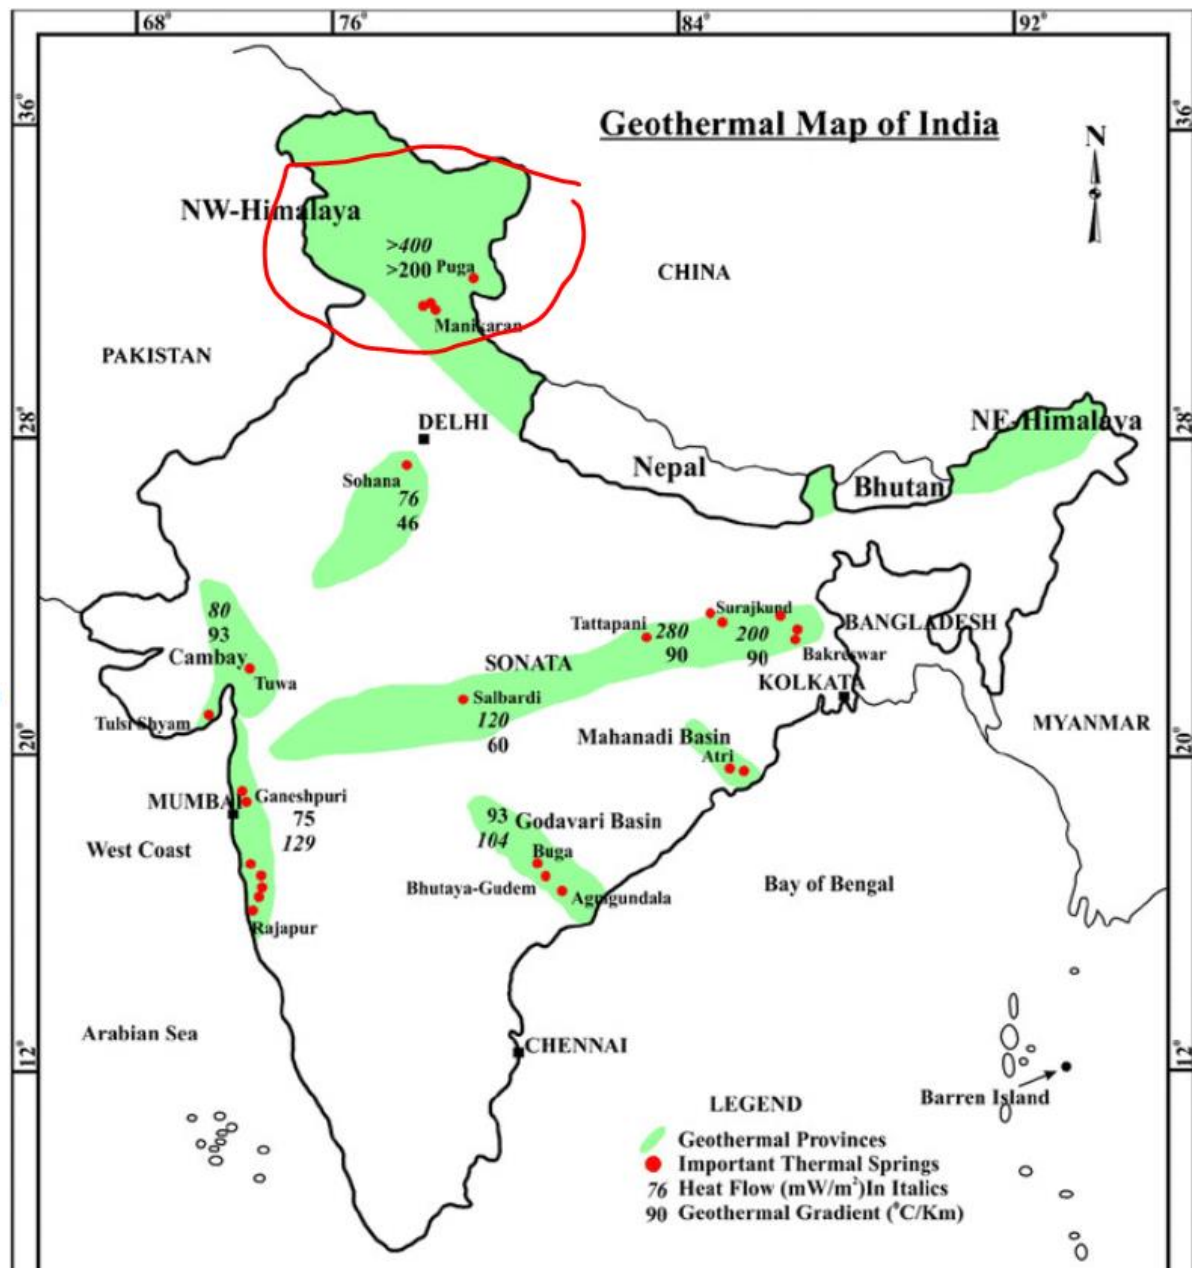 68°
76°
84°
92°
36°
36°
Geothermal Map of India
N
NW-Himalaya
>400
>200
Puga
CHINA
Manikaran
PAKISTAN
DELHI
28°
28°
NE-Himalaya
Nepal
Bhutan
Sohana
76
46
80
93
Cambay
Tuwa
Tulsi Shyam
Tattapani
Surajkund
280
200
90
90
Bakreswar
BANGLADESH
SONATA
KOLKATA
Salbardi
120
60
MYANMAR
20°
20°
Mahanadi Basin
Atri
MUMBAI
Ganeshpuri
75
129
West Coast
93
104
Godavari Basin
Buga
Bhutaya-Gudem
Agnigundala
Bay of Bengal
Rajapur
Arabian Sea
CHENNAI
12°
12°
Barren Island
LEGEND
Geothermal Provinces
Important Thermal Springs
76 Heat Flow (mW/m²)In Italics
90 Geothermal Gradient (°C/Km)